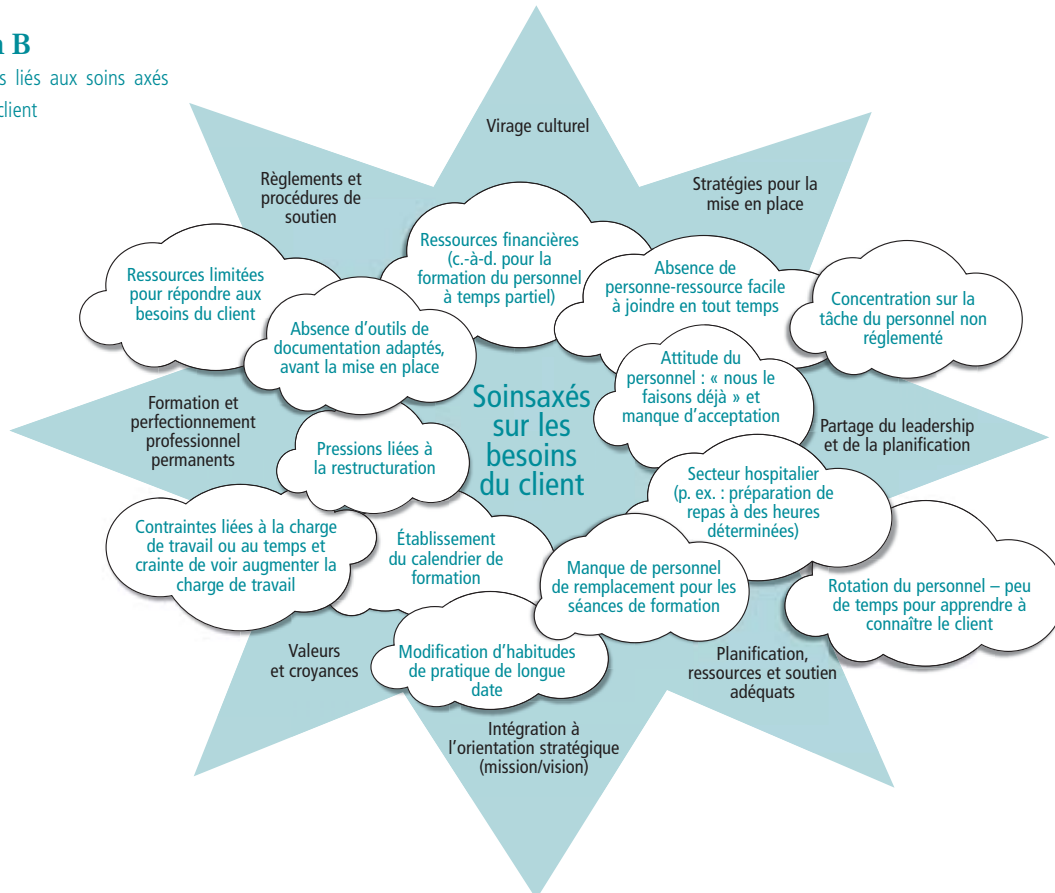 B
liés aux soins axés
client
Virage culturel
Règlements et
procédures de
soutien
Stratégies pour la
mise en place
Ressources financières
(c.-à-d. pour la
formation du personnel
à temps partiel)
Ressources limitées
pour répondre aux
besoins du client
Absence de
personne-ressource facile
à joindre en tout temps
Concentration sur la
tâche du personnel non
réglementé
Absence d'outils de
documentation adaptés,
avant la mise en place
Attitude du
personnel : « nous le
faisons déjà » et
manque d'acceptation
Soinsaxés
sur les
besoins
du client
Formation et
perfectionnement
professionnel
permanents
Partage du leadership
et de la planification
Pressions liées à
la restructuration
Secteur hospitalier
(p. ex. : préparation de
repas à des heures
déterminées)
Contraintes liées à la charge
de travail ou au temps et
crainte de voir augmenter la
charge de travail
Établissement
du calendrier de
formation
Manque de personnel
de remplacement pour les
séances de formation
Rotation du personnel – peu
de temps pour apprendre à
connaître le client
Valeurs
et croyances
Modification d'habitudes
de pratique de longue
date
Planification,
ressources et soutien
adéquats
Intégration à
l'orientation stratégique
(mission/vision)